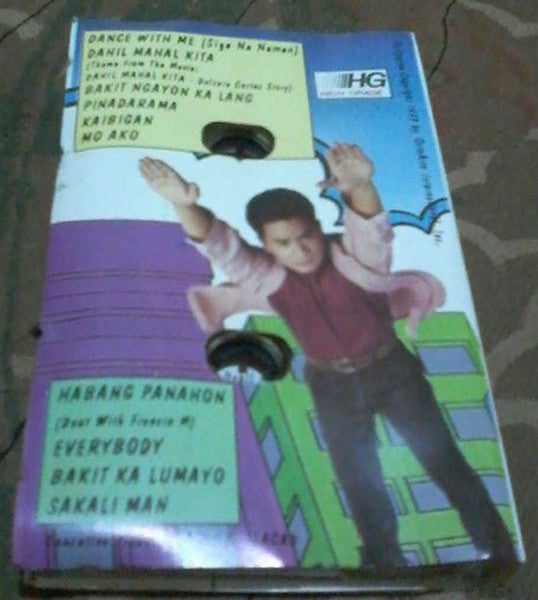 DANCE WITH ME (Sige Na Naman)
DAHIL MAHAL KITA
(Theme From The Movie:
DAHIL MAHAL KITA : Dolzura Cortez Story)
BAKIT NGAYON KA LANG
PINADARAMA
KAIBIGAN
MO AKO
HG
HIGH GRADE
HABANG PANAHON
(Duet With Francis M)
EVERYBODY
BAKIT KA LUMAYO
SAKALI MAN